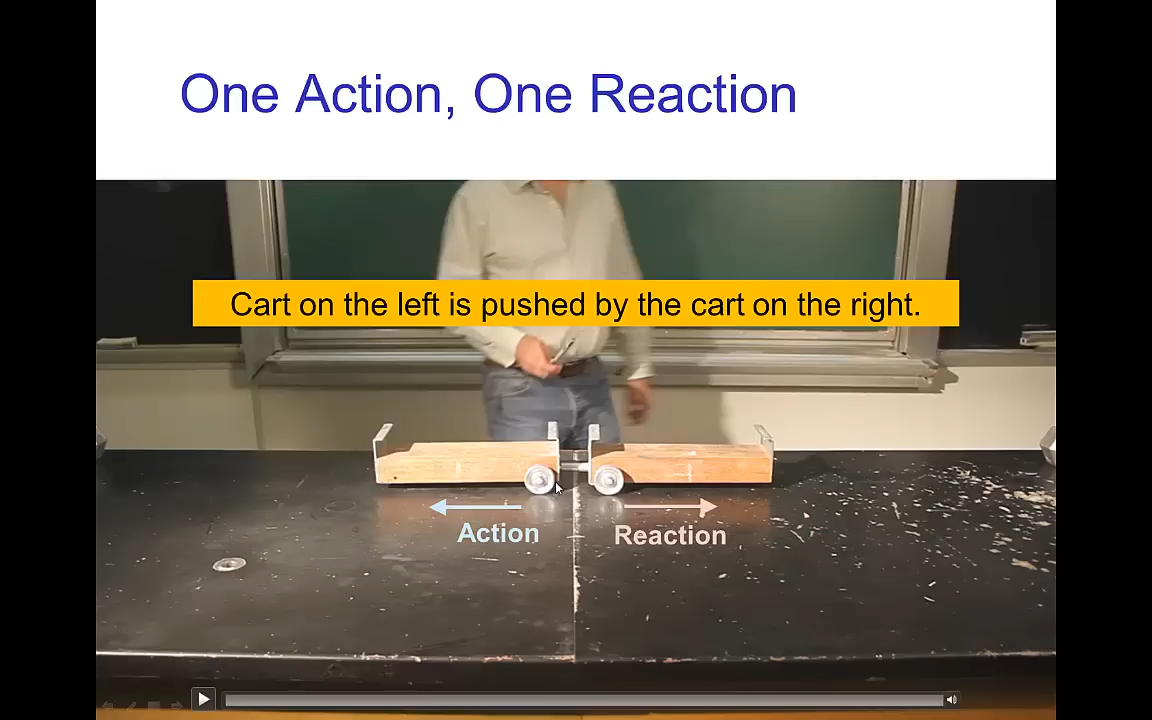 One Action, One Reaction
Cart on the left is pushed by the cart on the right.
Action
Reaction